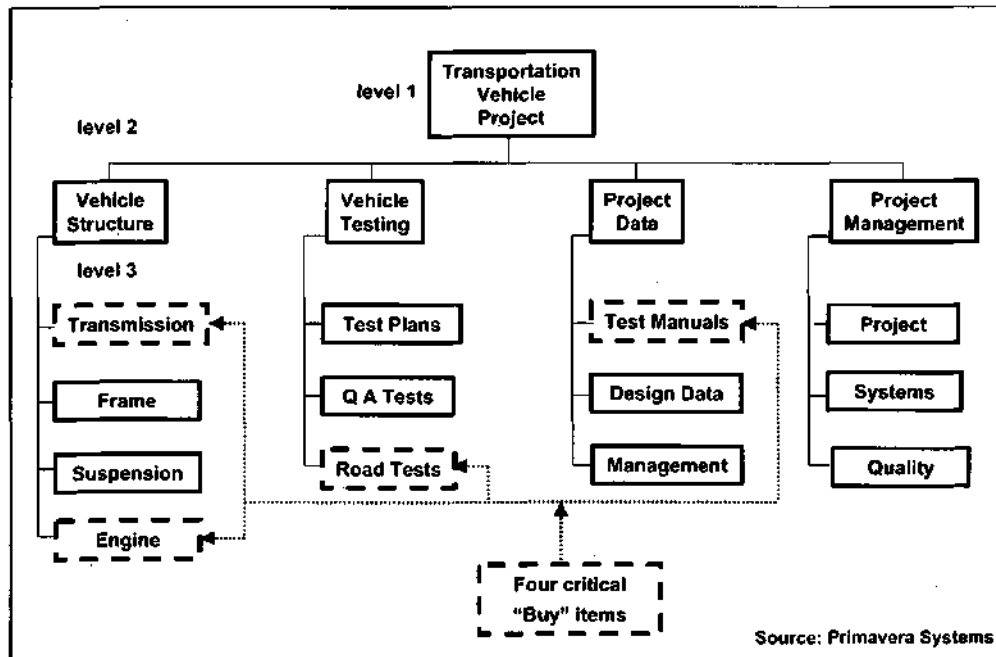 level 1
Transportation
Vehicle
Project
level 2
Vehicle
Structure
Vehicle
Testing
Project
Data
Project
Management
level 3
Transmission
Frame
Suspension
Engine
Test Plans
Q A Tests
Road Tests
Test Manuals
Design Data
Management
Project
Systems
Quality
Four critical
"Buy" items
Source: Primavera Systems